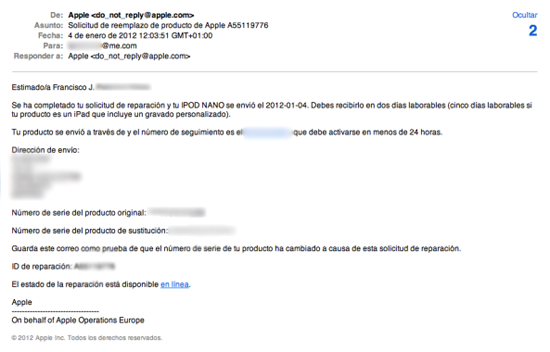 De: Apple <do_not_reply@apple.com>
Ocultar
Asunto: Solicitud de reemplazo de producto de Apple A55119776
2
Fecha: 4 de enero de 2012 12:03:51 GMT+01:00
Para: @me.com
Responder a: Apple <do_not_reply@apple.com>
Estimado/a Francisco J.
Se ha completado tu solicitud de reparación y tu IPOD NANO se envió el 2012-01-04. Debes recibirlo en dos días laborables (cinco días laborables si
tu producto es un iPad que incluye un gravado personalizado).
Tu producto se envió a través de y el número de seguimiento es el que debe activarse en menos de 24 horas.
Dirección de envío:
Número de serie del producto original:
Número de serie del producto de sustitución:
Guarda este correo como prueba de que el número de serie de tu producto ha cambiado a causa de esta solicitud de reparación.
ID de reparación:
El estado de la reparación está disponible en línea.
Apple
----------------------------------
On behalf of Apple Operations Europe
© 2012 Apple Inc. Todos los derechos reservados.